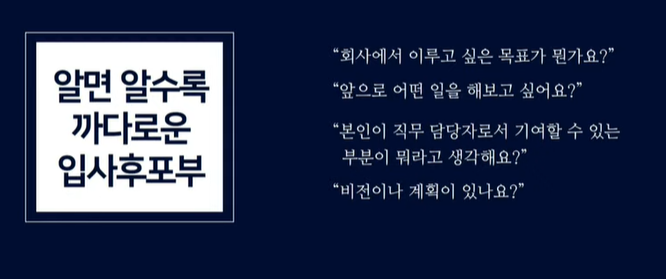 알면 알수록
까다로운
입사후포부
“회사에서 이루고 싶은 목표가 뭔가요?”
“앞으로 어떤 일을 해보고 싶어요?”
“본인이 직무 담당자로서 기여할 수 있는
부분이 뭐라고 생각해요?”
“비전이나 계획이 있나요?”